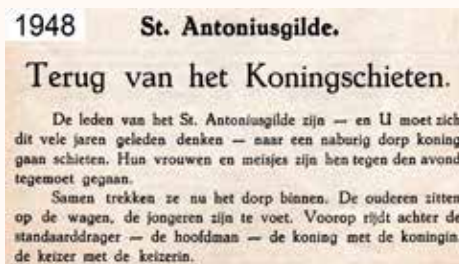 1948
St. Antoniusgilde.
Terug van het Koningschieten.
De leden van het St. Antoniusgilde zijn — en U moet zich
dit vele jaren geleden denken — naar een naburig dorp koning
gaan schieten. Hun vrouwen en meisjes zijn hen tegen den avond
tegemoet gegaan.
Samen trekken ze nu het dorp binnen. De ouderen zitten
op de wagen, de jongeren zijn te voet. Voorop rijdt achter de
standaarddrager — de hoofdman — de koning met de koningin,
de keizer met de keizerin.